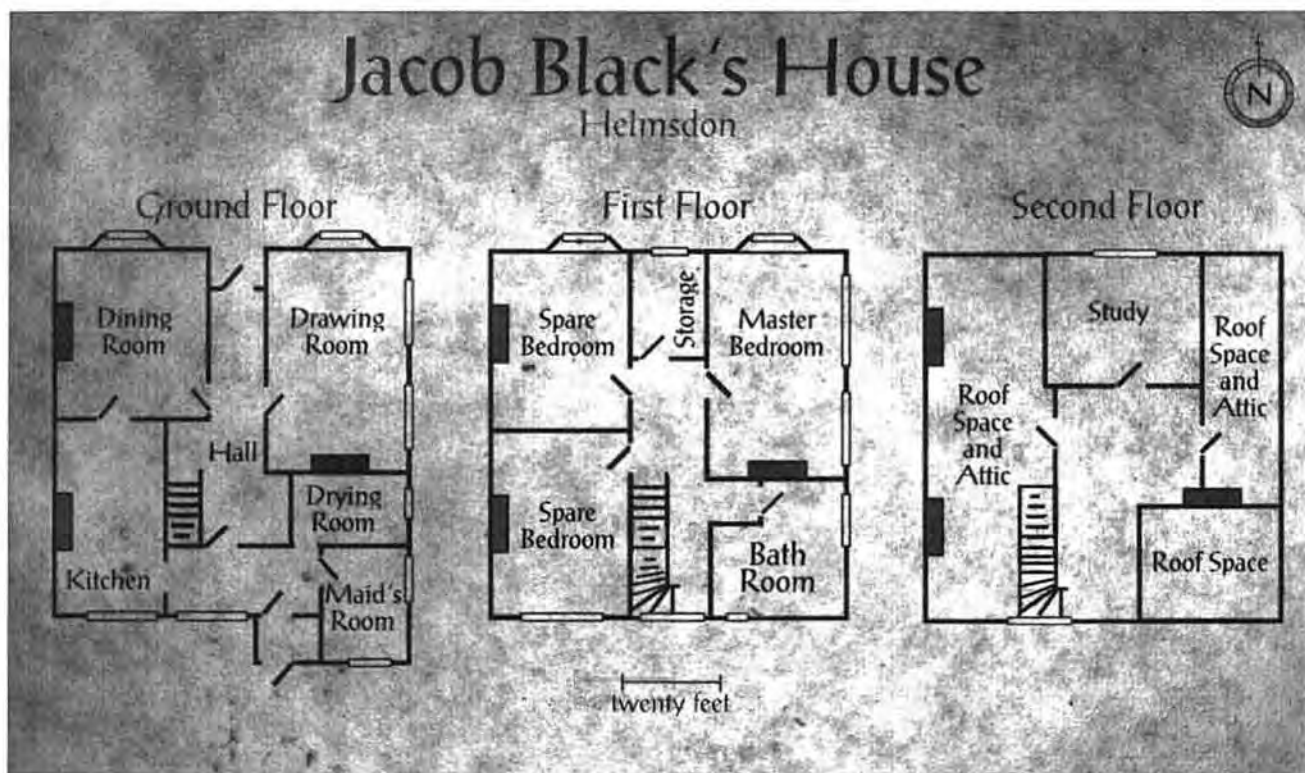 Jacob Black's House
Helmsdon
N
Ground Floor
First Floor
Second Floor
Dining
Room
Drawing
Room
Hall
Drying
Room
Kitchen
Maid's
Room
Spare
Bedroom
Storage
Master
Bedroom
Spare
Bedroom
Bath
Room
Study
Roof
Space
and
Attic
Roof
Space
and
Attic
Roof Space
twenty feet